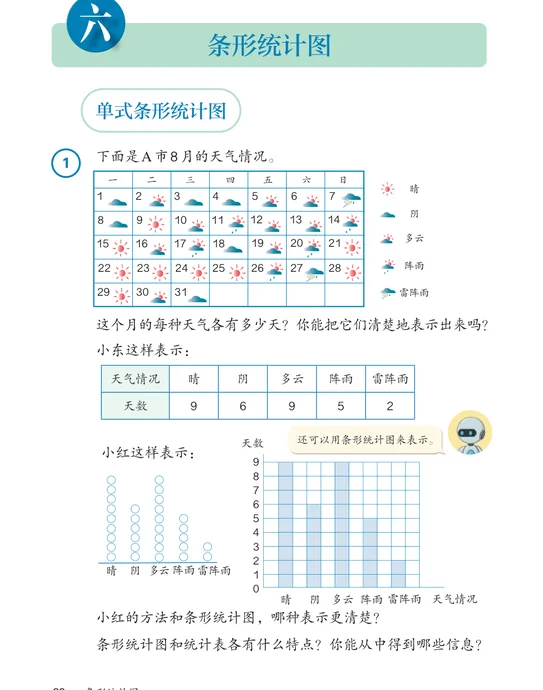 六
条形统计图
单式条形统计图
1 下面是A市8月的天气情况。
一 二 三 四 五 六 日
1 2 3 4 5 6 7
8 9 10 11 12 13 14
15 16 17 18 19 20 21
22 23 24 25 26 27 28
29 30 31
晴
阴
多云
阵雨
雷阵雨
这个月的每种天气各有多少天？你能把它们清楚地表示出来吗？
小东这样表示：
天气情况 晴 阴 多云 阵雨 雷阵雨
天数 9 6 9 5 2
还可以用条形统计图来表示。
小红这样表示：
晴 阴 多云 阵雨 雷阵雨
天数
9
8
7
6
5
4
3
2
1
0
晴 阴 多云 阵雨 雷阵雨 天气情况
小红的方法和条形统计图，哪种表示更清楚？
条形统计图和统计表各有什么特点？你能从中得到哪些信息？